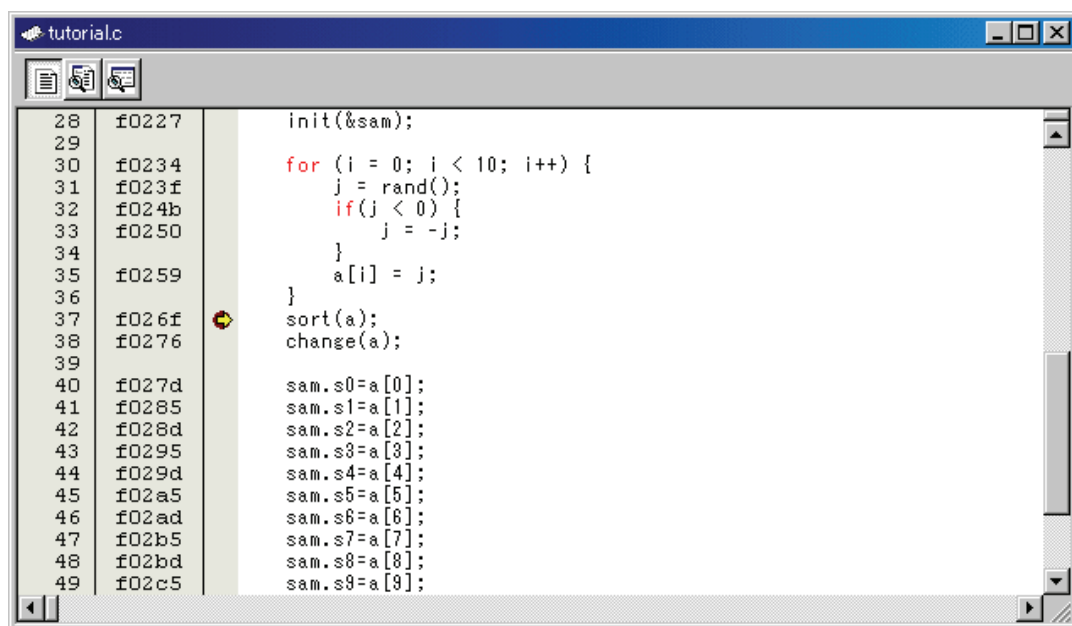 tutorial.c
28 f0227 init(&sam);
29
30 f0234 for (i = 0; i < 10; i++) {
31 f023f j = rand();
32 f024b if(j < 0) {
33 f0250 j = -j;
34 }
35 f0259 a[i] = j;
36 }
37 f026f sort(a);
38 f0276 change(a);
39
40 f027d sam.s0=a[0];
41 f0285 sam.s1=a[1];
42 f028d sam.s2=a[2];
43 f0295 sam.s3=a[3];
44 f029d sam.s4=a[4];
45 f02a5 sam.s5=a[5];
46 f02ad sam.s6=a[6];
47 f02b5 sam.s7=a[7];
48 f02bd sam.s8=a[8];
49 f02c5 sam.s9=a[9];